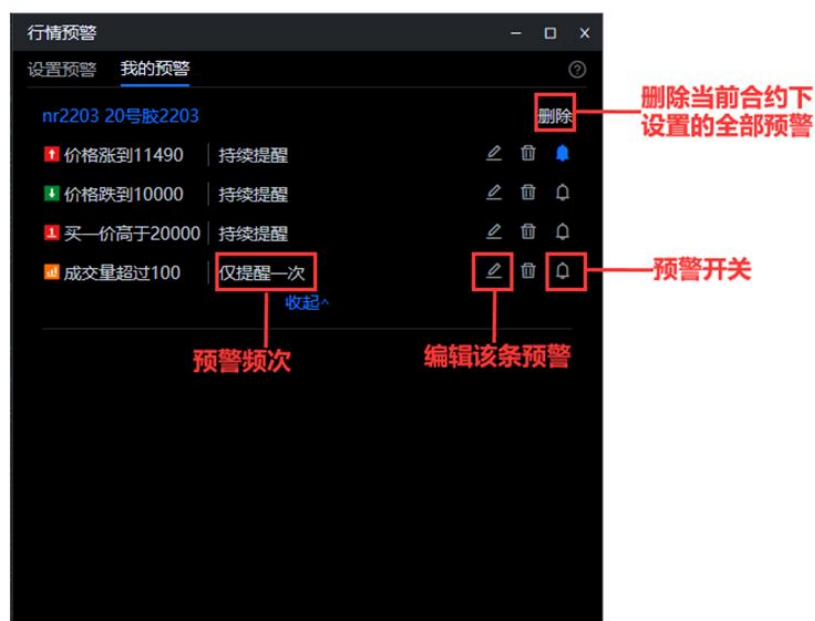 行情预警
设置预警 我的预警
nr2203 20号胶2203 删除
价格涨到11490 持续提醒
价格跌到10000 持续提醒
买一价高于20000 持续提醒
成交量超过100 仅提醒一次
收起^
删除当前合约下
设置的全部预警
预警开关
预警频次
编辑该条预警